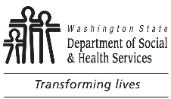 Washington State
Department of Social
& Health Services
Transforming lives